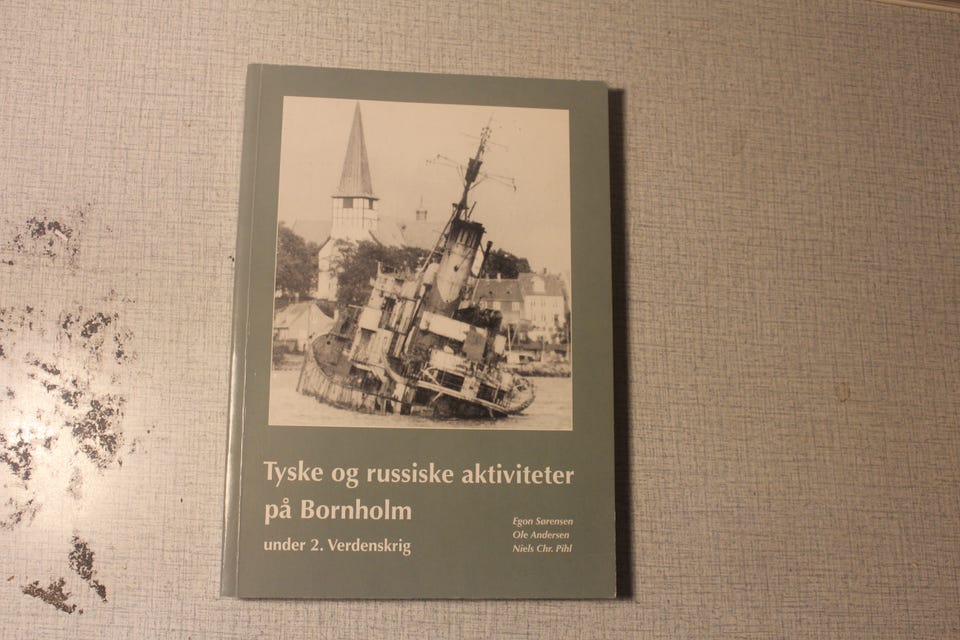 Tyske og russiske aktiviteter
på Bornholm
under 2. Verdenskrig
Egon Sørensen
Ole Andersen
Niels Chr. Pihl